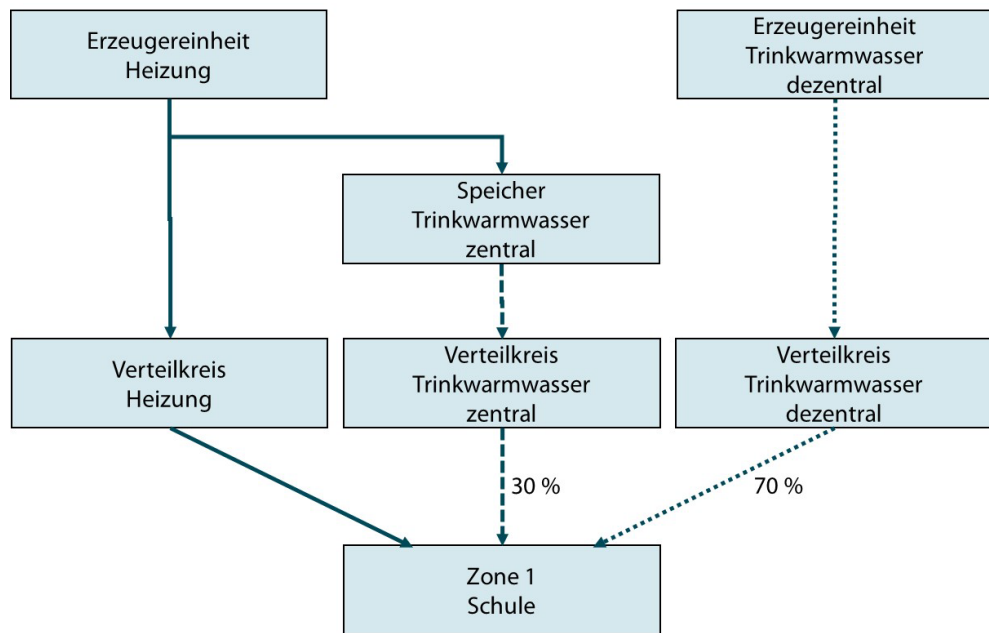 Erzeugereinheit
Heizung
Erzeugereinheit
Trinkwarmwasser
dezentral
Speicher
Trinkwarmwasser
zentral
Verteilkreis
Heizung
Verteilkreis
Trinkwarmwasser
zentral
Verteilkreis
Trinkwarmwasser
dezentral
30 %
70 %
Zone 1
Schule